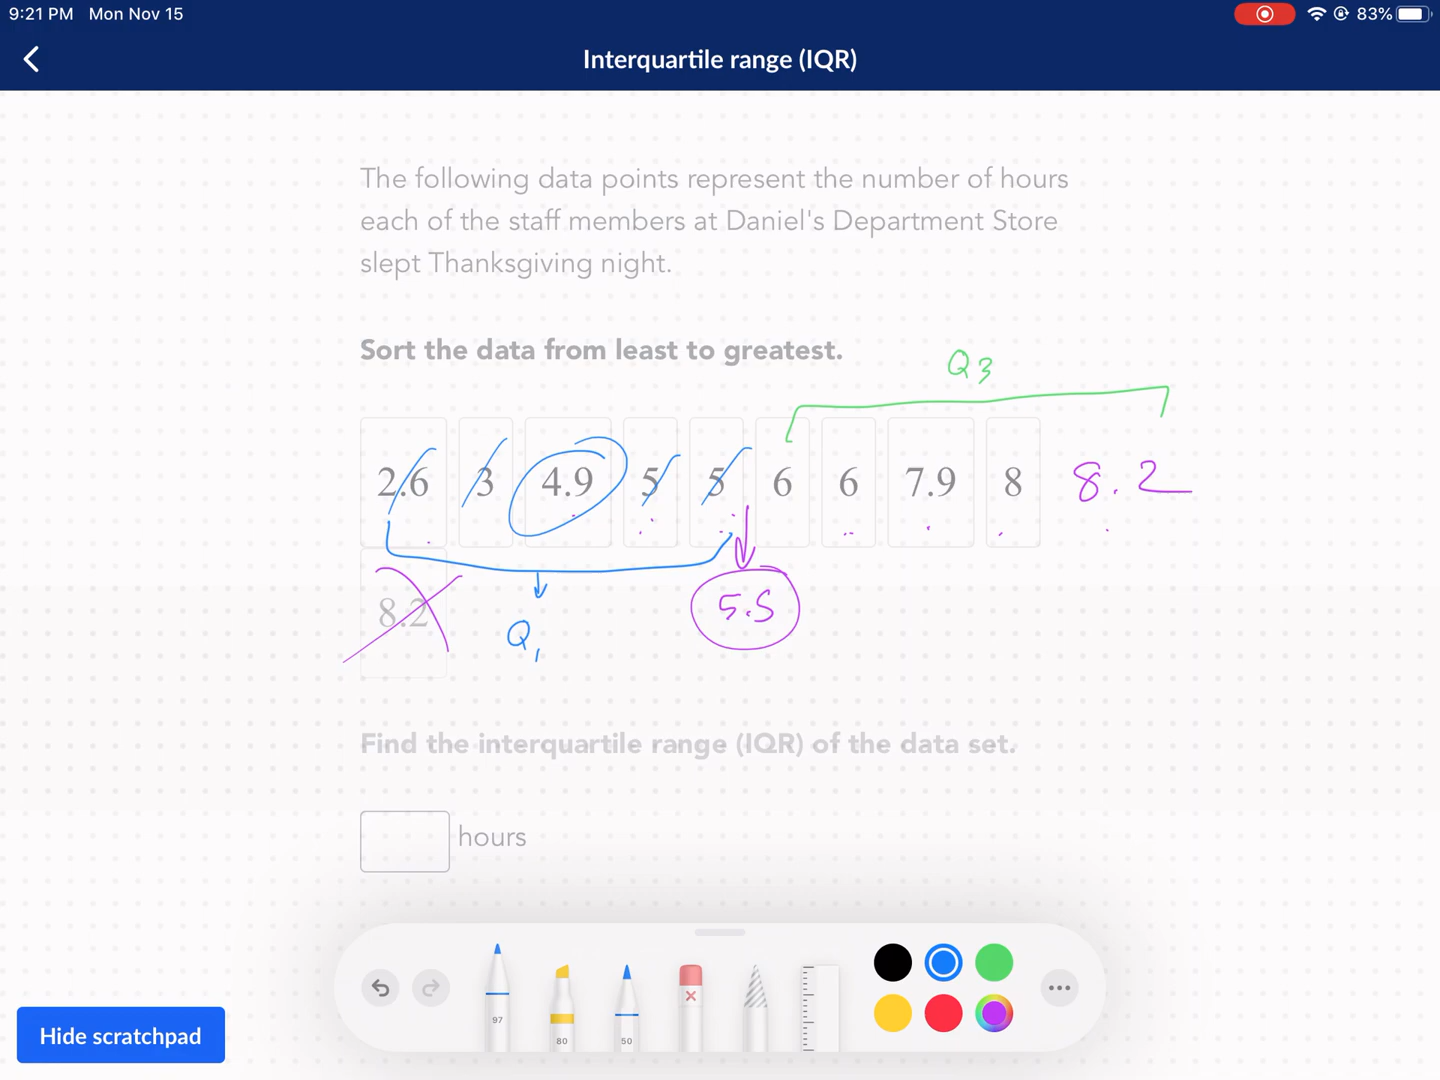 9:21 PM Mon Nov 15
83%
Interquartile range (IQR)
The following data points represent the number of hours
each of the staff members at Daniel's Department Store
slept Thanksgiving night.
Sort the data from least to greatest.
Q3
2.6 3 4.9 5 5 6 6 7.9 8 8.2
8.2 Q1 5.5
Find the interquartile range (IQR) of the data set.
hours
97 80 50
Hide scratchpad